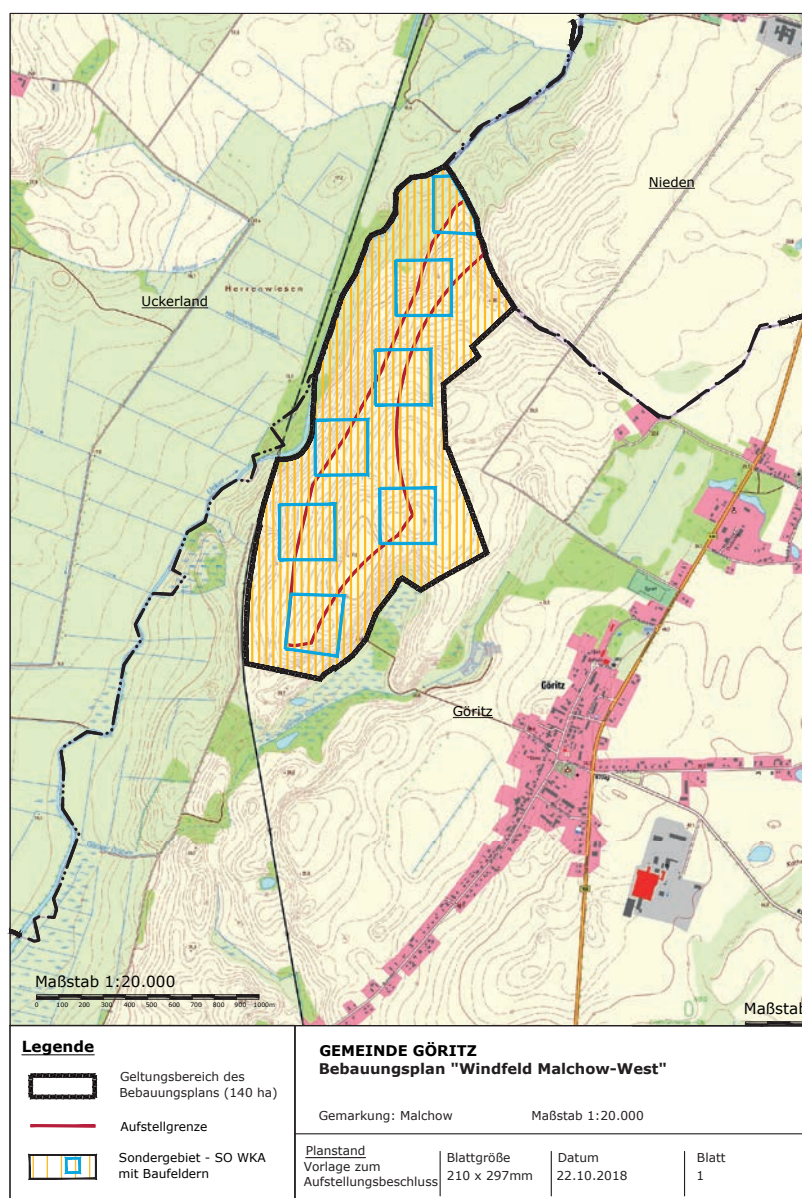 Nieden
Uckerland
Herrenwiesen
Göritz
Göritz
Maßstab 1:20.000
0 100 200 300 400 500 600 700 800 900 1000m
Maßstab
Legende
Geltungsbereich des
Bebauungsplans (140 ha)
Aufstellgrenze
Sondergebiet - SO WKA
mit Baufeldern
GEMEINDE GÖRITZ
Bebauungsplan "Windfeld Malchow-West"
Gemarkung: Malchow Maßstab 1:20.000
Planstand
Vorlage zum
Aufstellungsbeschluss
Blattgröße
210 x 297mm
Datum
22.10.2018
Blatt
1